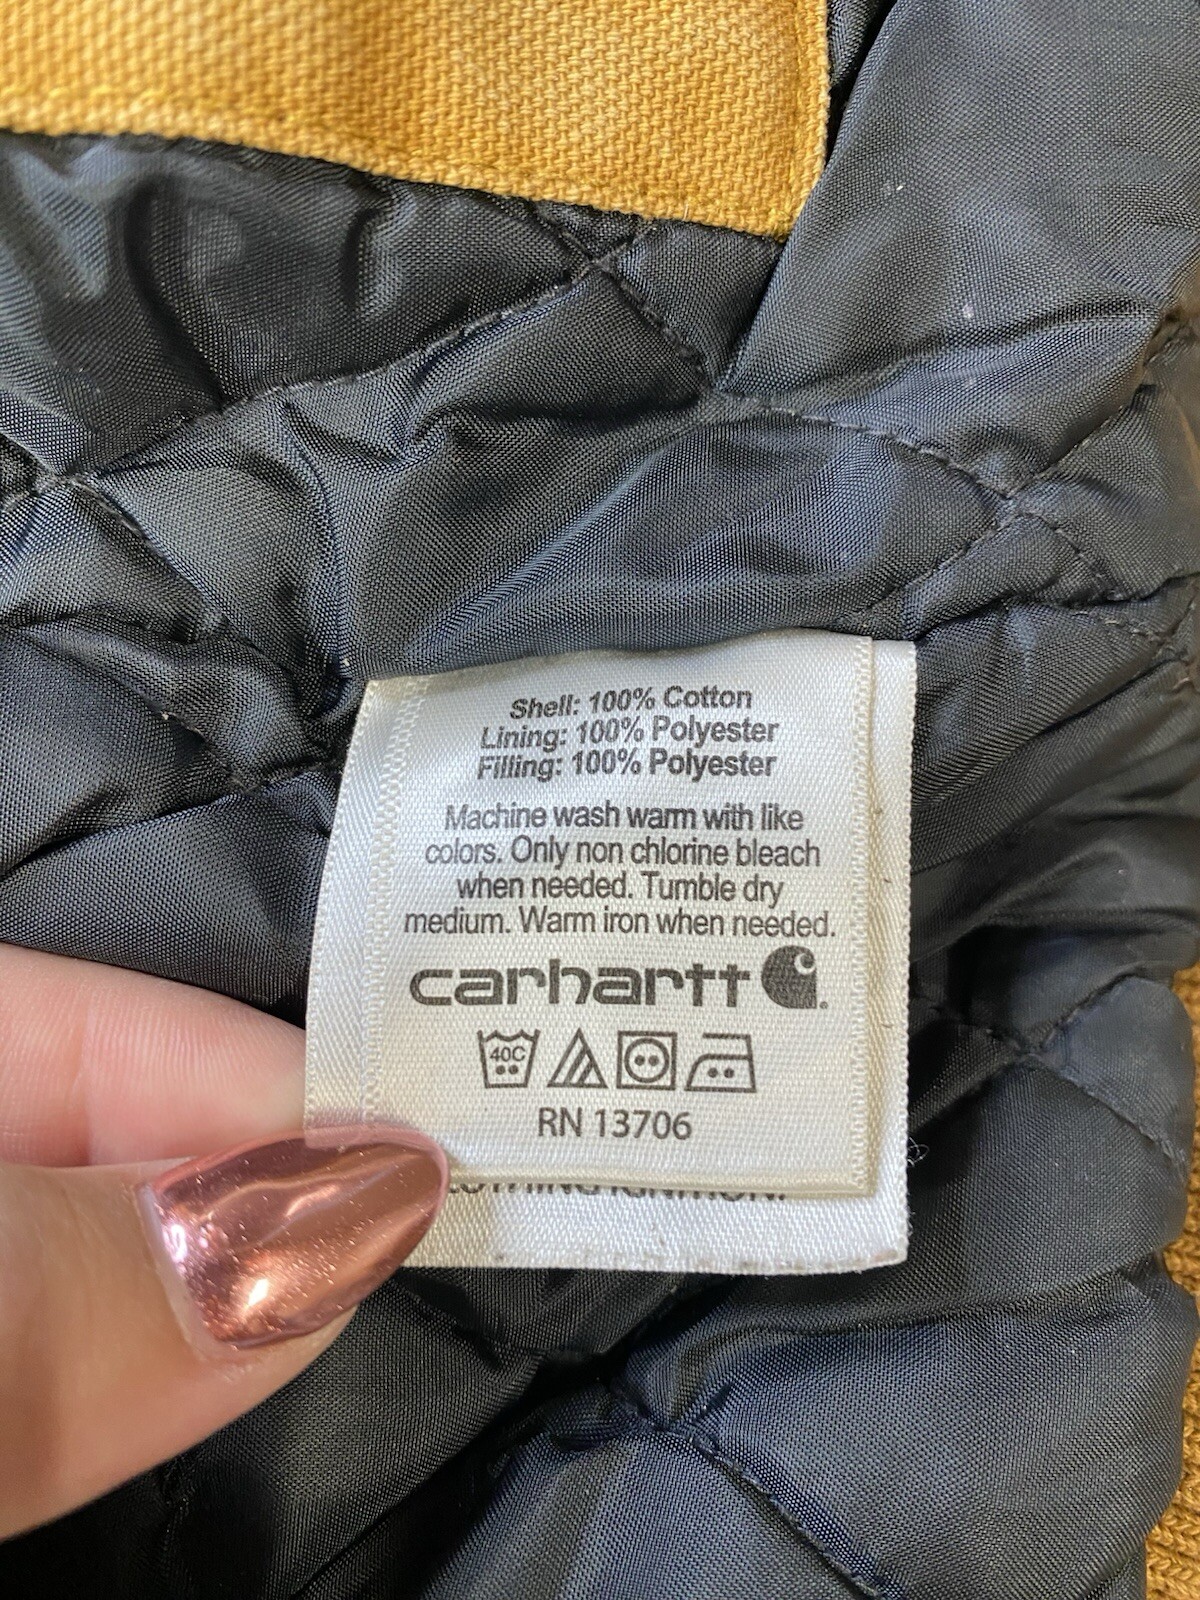 Shell: 100% Cotton
Lining: 100% Polyester
Filling: 100% Polyester
Machine wash warm with like
colors. Only non chlorine bleach
when needed. Tumble dry
medium. Warm iron when needed.
carhartt
40C
RN 13706